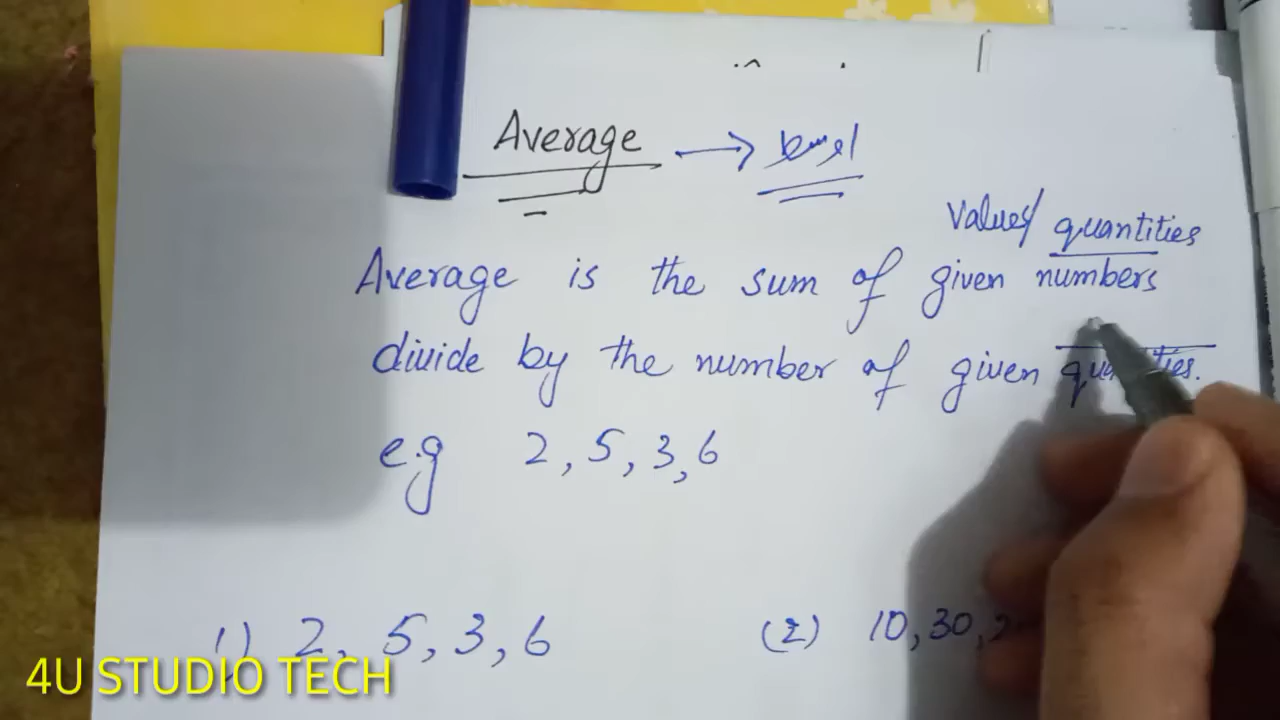 Average →
values/ quantities
Average is the sum of given numbers
divide by the number of given quantities.
e.g 2, 5, 3, 6
1) 2, 5, 3, 6
(2) 10, 30,
4U STUDIO TECH